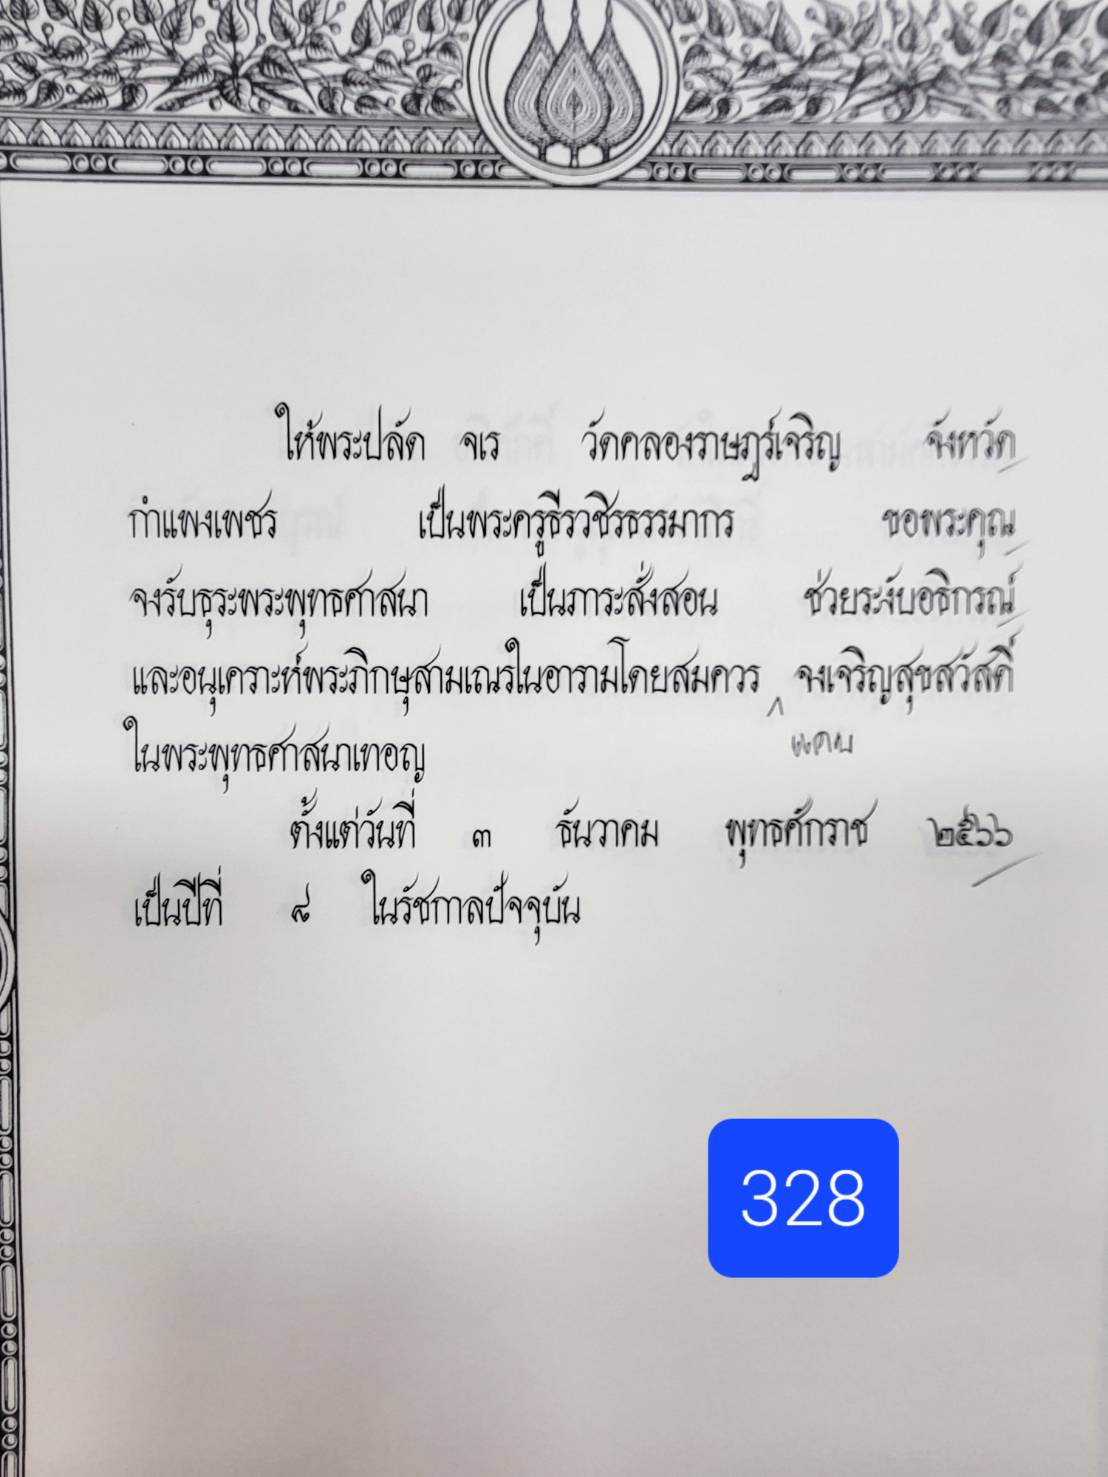 ให้พระปลัด จเร วัดคลองราษฎร์เจริญ จังหวัด
กำแพงเพชร เป็นพระครูธีรวชิรธรรมากร ขอพระคุณ
จงรับธุระพระพุทธศาสนา เป็นภาระสั่งสอน ช่วยระงับอธิกรณ์
และอนุเคราะห์พระภิกษุสามเณรในอารามโดยสมควร จงเจริญสุขสวัสดิ์
แคบ
ในพระพุทธศาสนาเทอญ
ตั้งแต่วันที่ ๓ ธันวาคม พุทธศักราช ๒๕๖๖
เป็นปีที่ ๘ ในรัชกาลปัจจุบัน
328